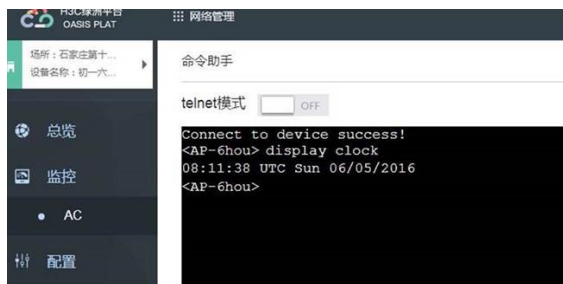 H3C绿洲平台
OASIS PLAT
网络管理
场所：石家庄第十...
设备名称：初一六...
命令助手
telnet模式
OFF
总览
监控
AC
配置
Connect to device success!
<AP-6hou> display clock
08:11:38 UTC Sun 06/05/2016
<AP-6hou>